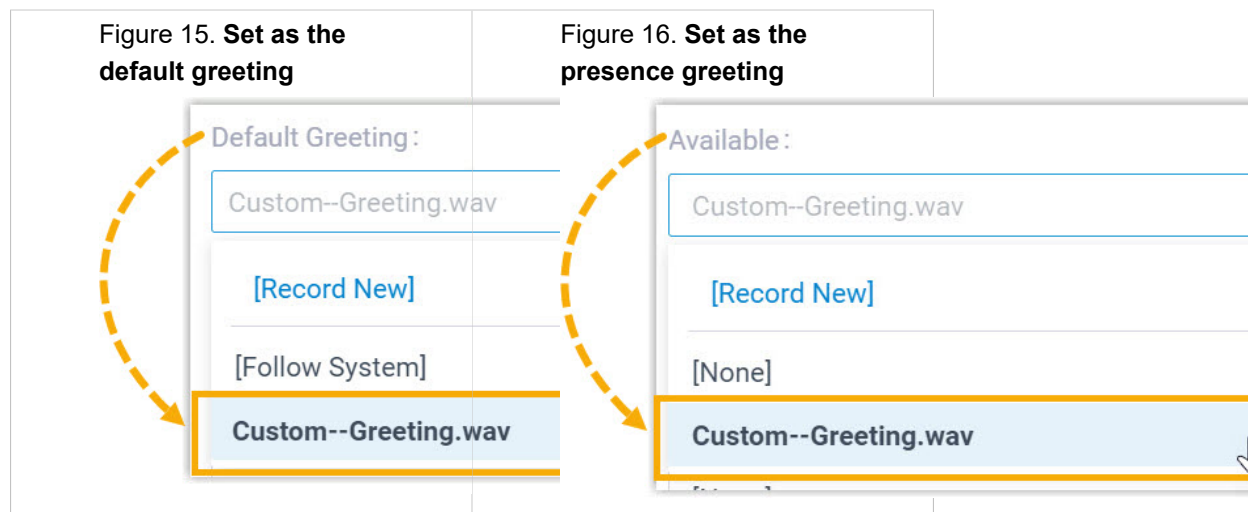 Figure 15. Set as the
default greeting
Default Greeting:
Custom--Greeting.wav
[Record New]
[Follow System]
Custom--Greeting.wav
Figure 16. Set as the
presence greeting
Available:
Custom--Greeting.wav
[Record New]
[None]
Custom--Greeting.wav